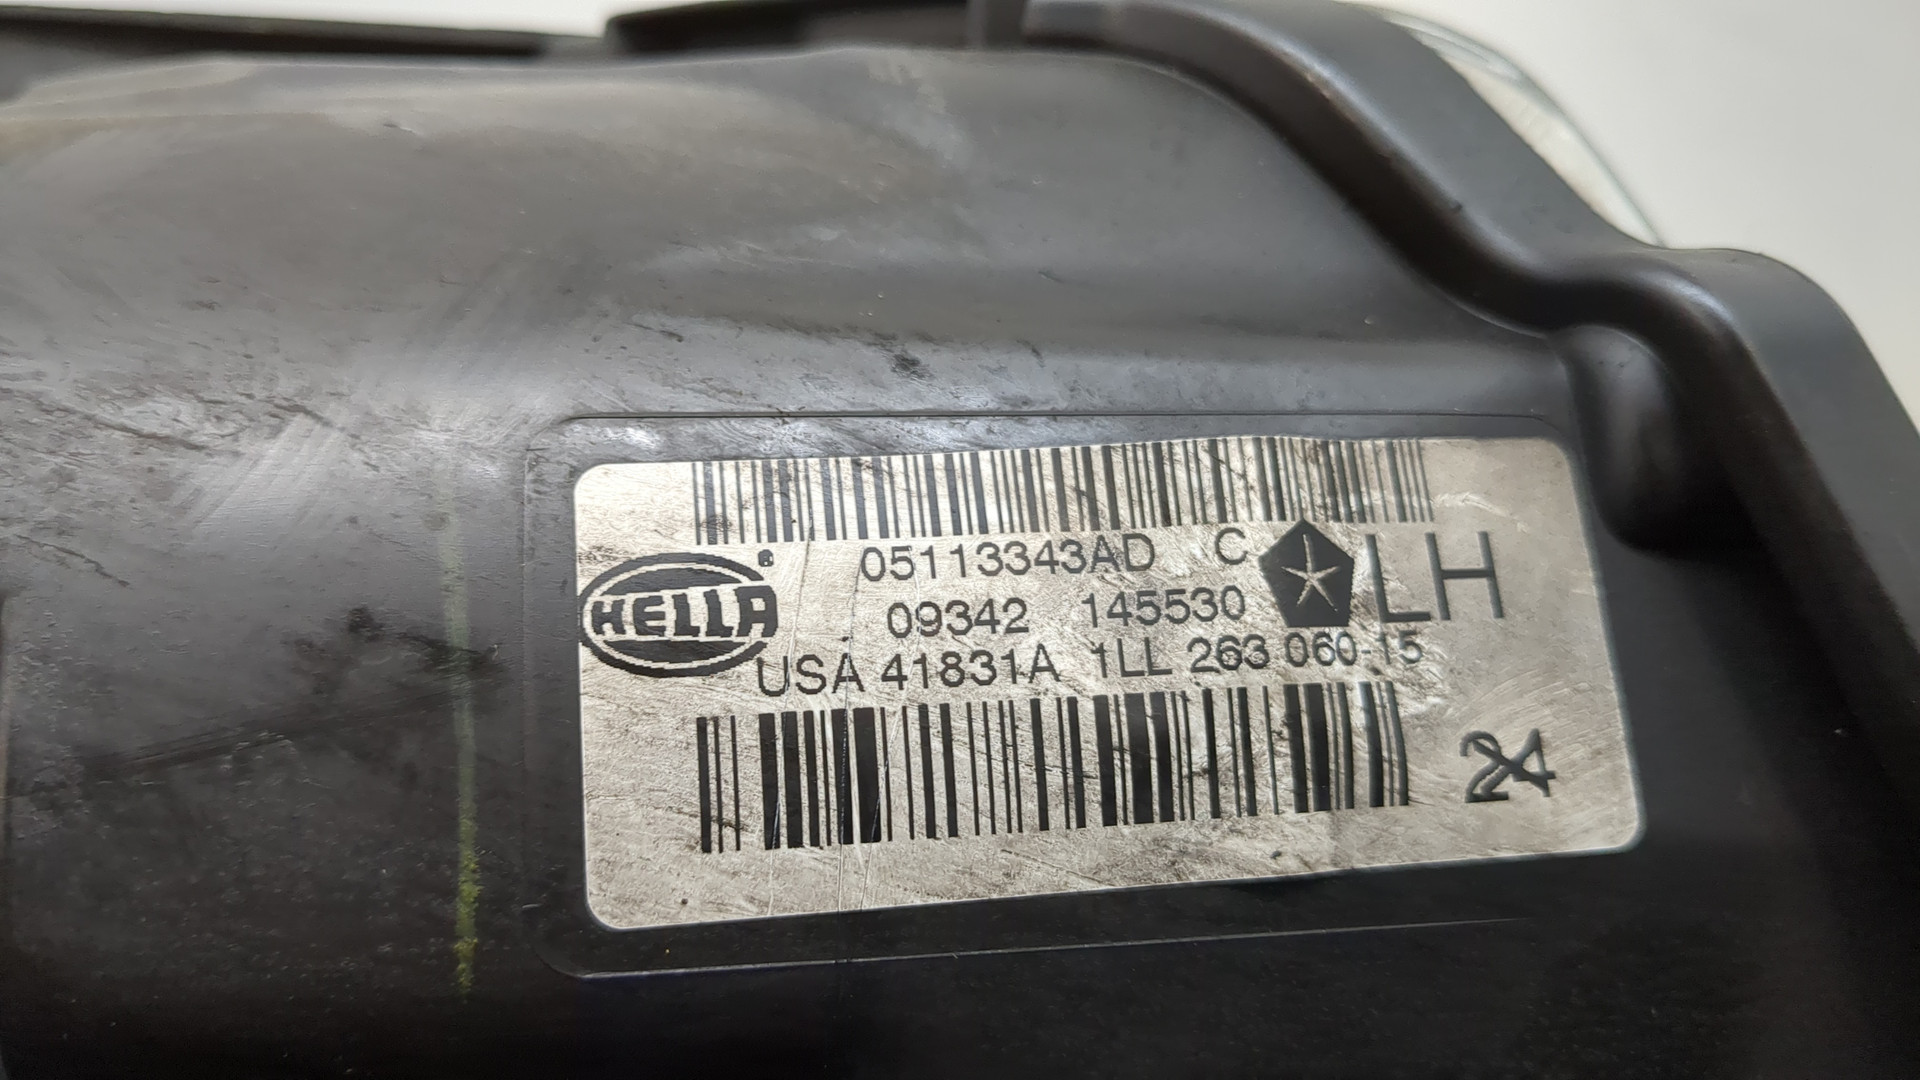 05113343AD C
HELLA ®
LH
09342 145530
USA 41831A 1LL 263 060-15
24